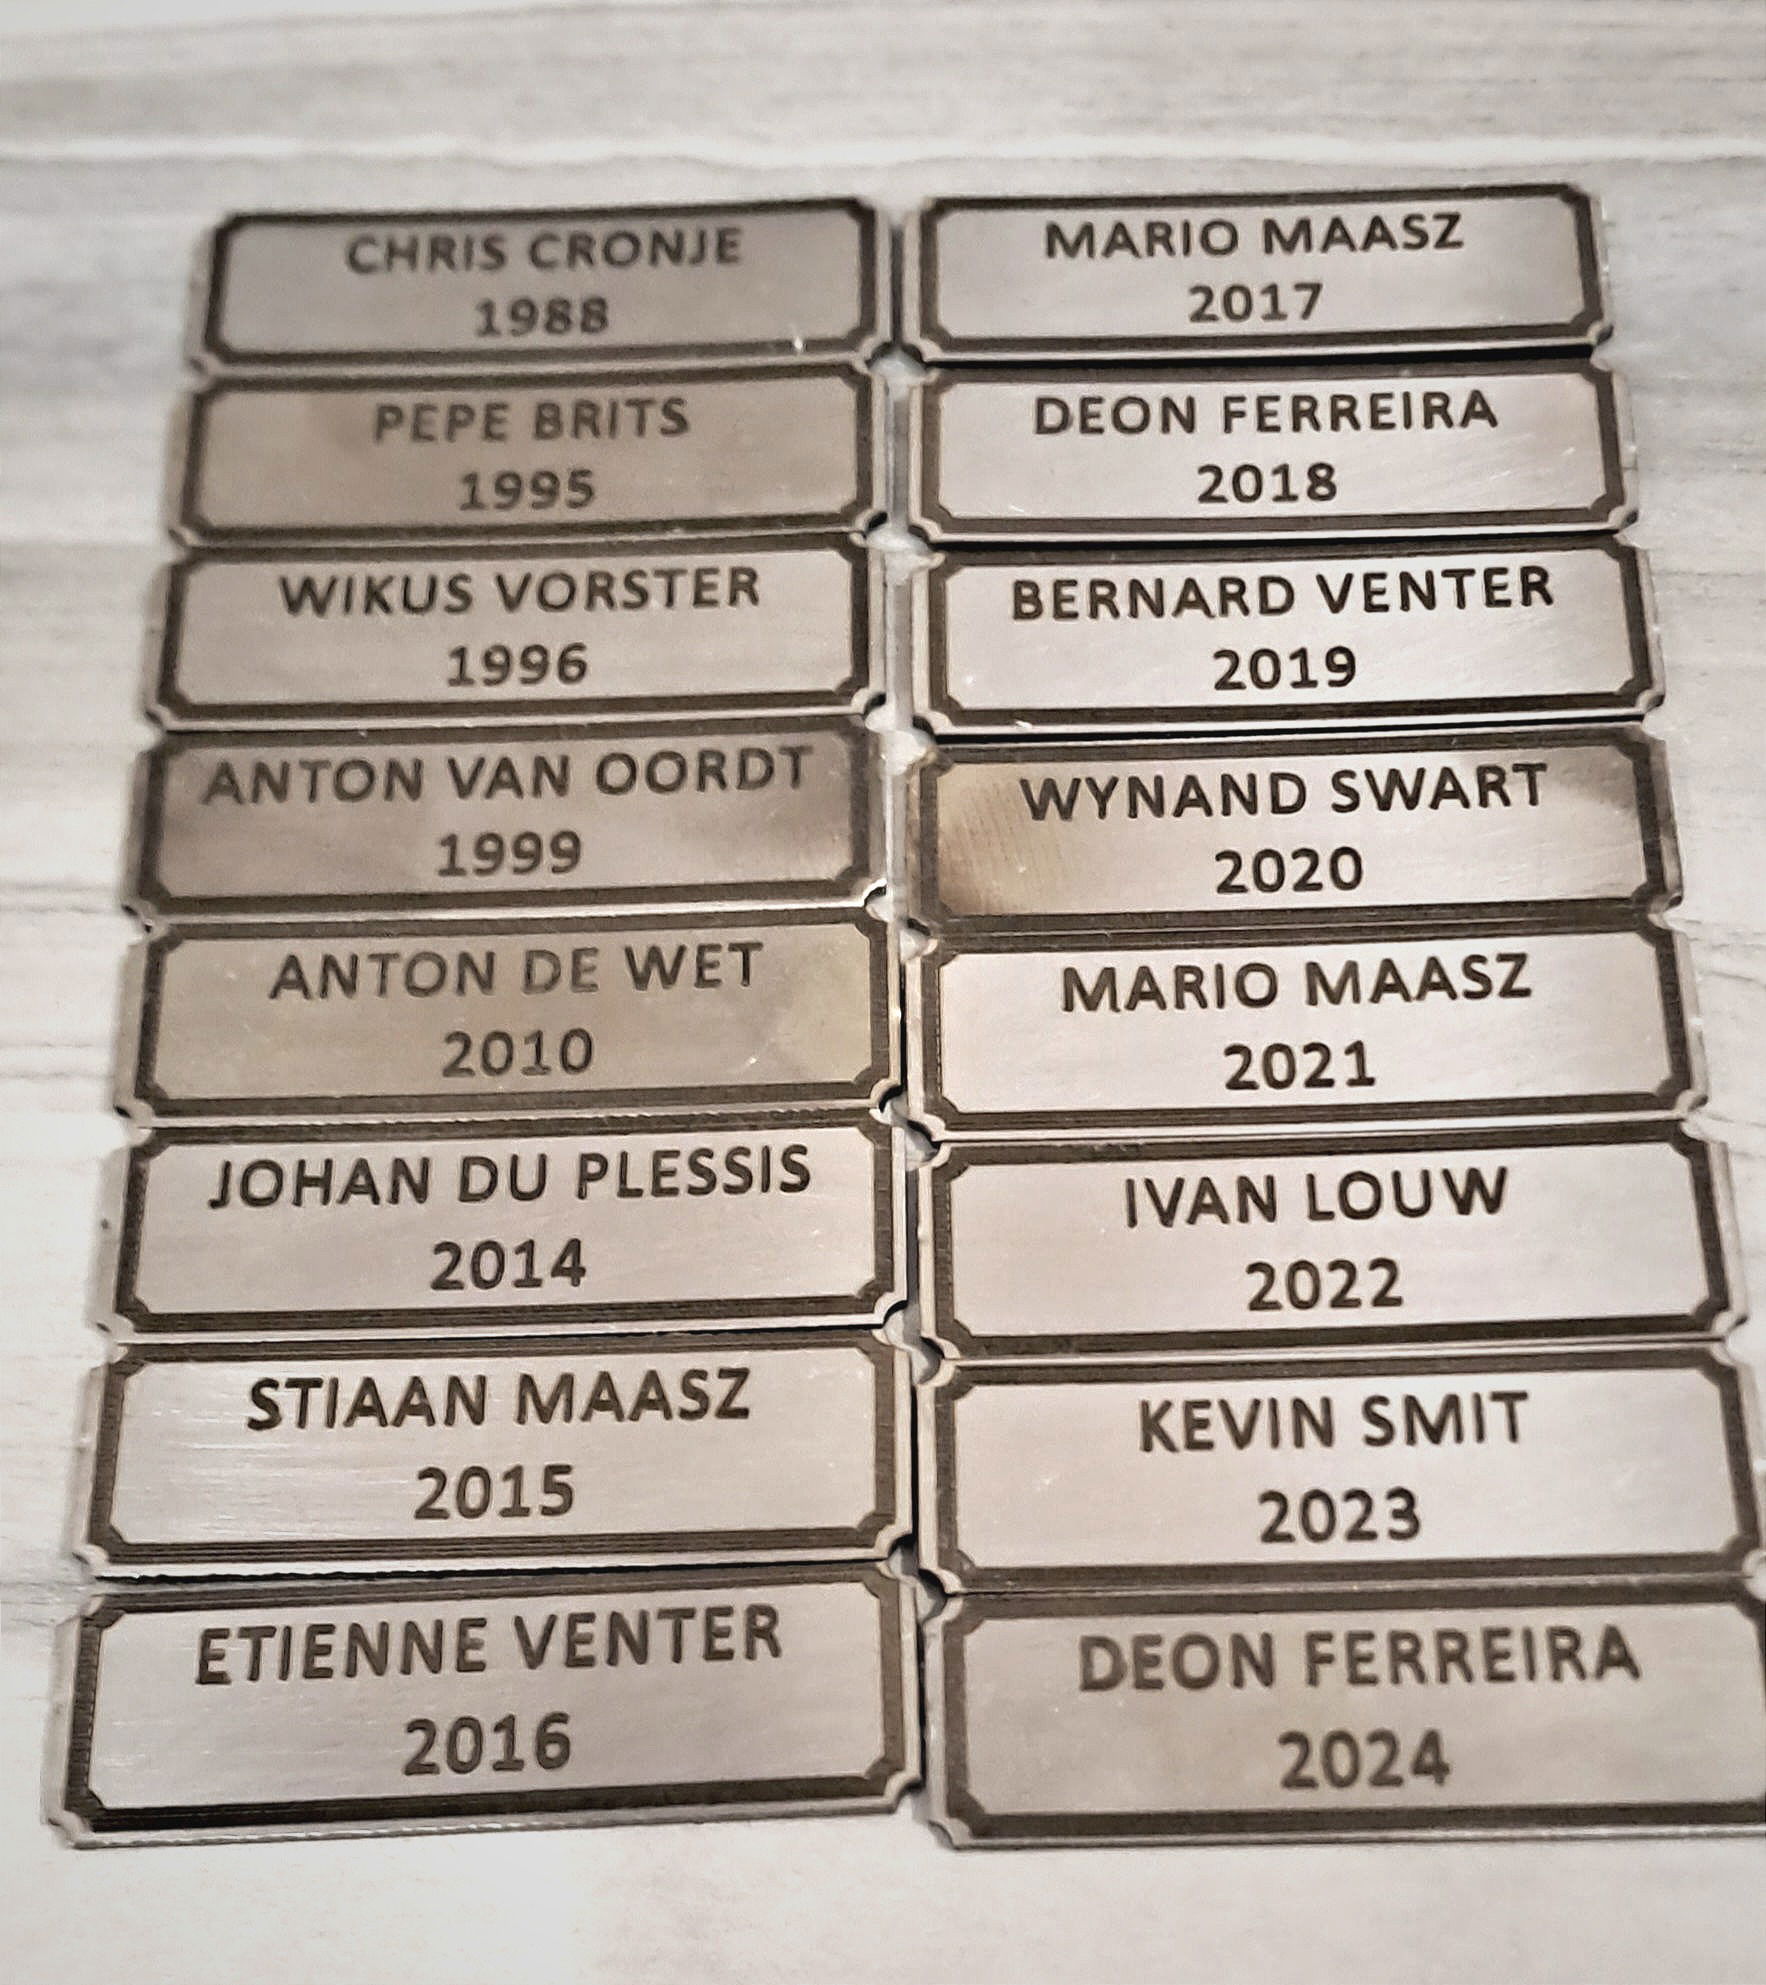 CHRIS CRONJE
1988
PEPE BRITS
1995
WIKUS VORSTER
1996
ANTON VAN OORDT
1999
ANTON DE WET
2010
JOHAN DU PLESSIS
2014
STIAAN MAASZ
2015
ETIENNE VENTER
2016
MARIO MAASZ
2017
DEON FERREIRA
2018
BERNARD VENTER
2019
WYNAND SWART
2020
MARIO MAASZ
2021
IVAN LOUW
2022
KEVIN SMIT
2023
DEON FERREIRA
2024